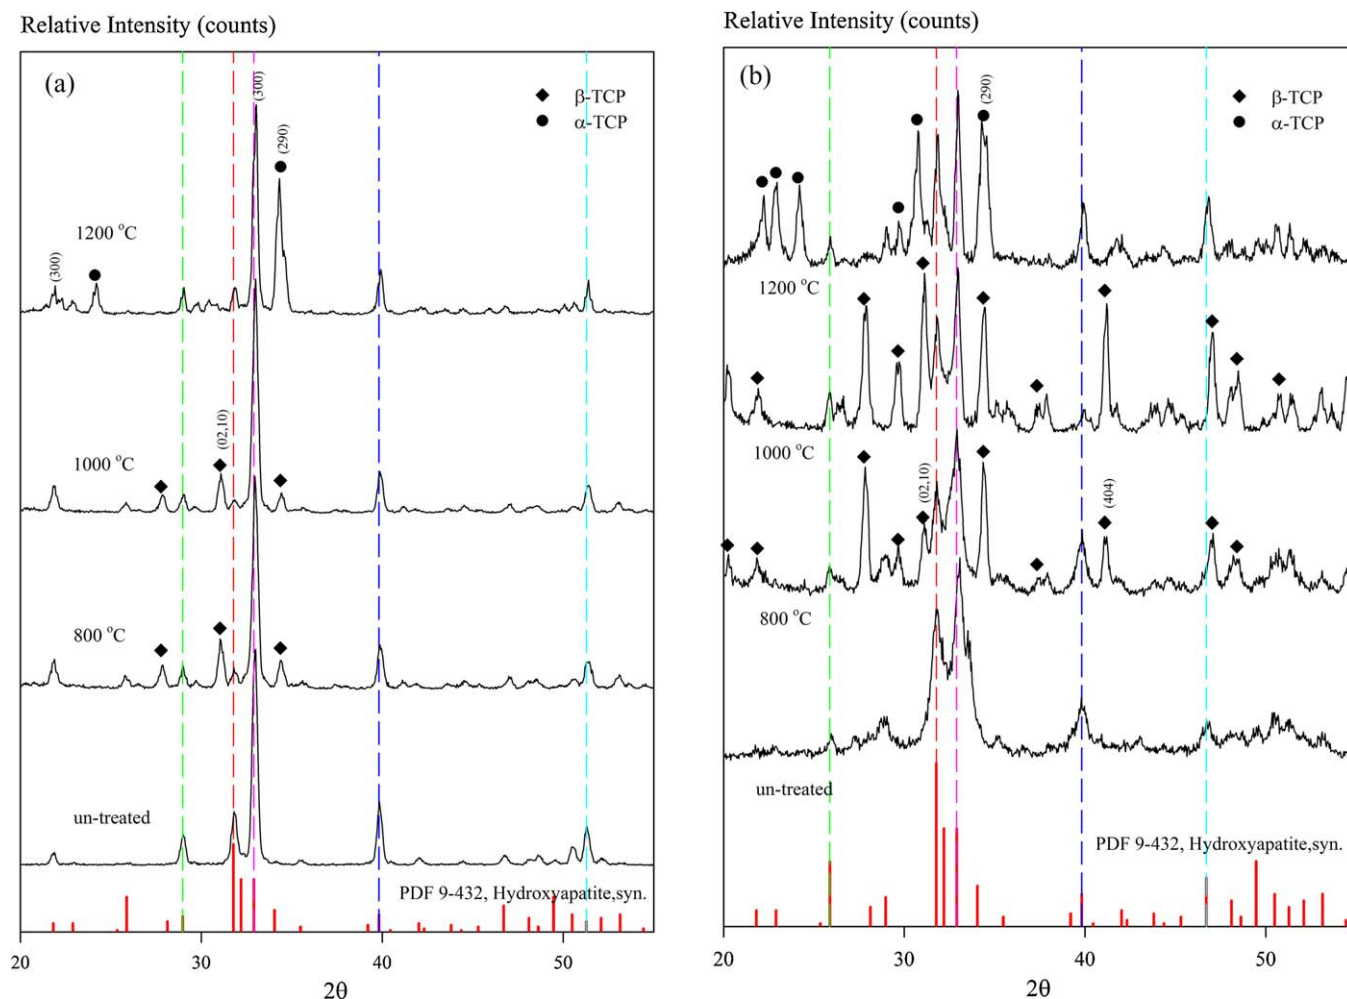 Relative Intensity (counts)
(a)
(300)
◆ β-TCP
● α-TCP
(290)
1200 °C
(300)
(02,10)
1000 °C
800 °C
un-treated
PDF 9-432, Hydroxyapatite,syn.
20 30 40 50
2θ
Relative Intensity (counts)
(b)
(290)
◆ β-TCP
● α-TCP
1200 °C
1000 °C
(02,10)
(404)
800 °C
un-treated
PDF 9-432, Hydroxyapatite,syn.
20 30 40 50
2θ